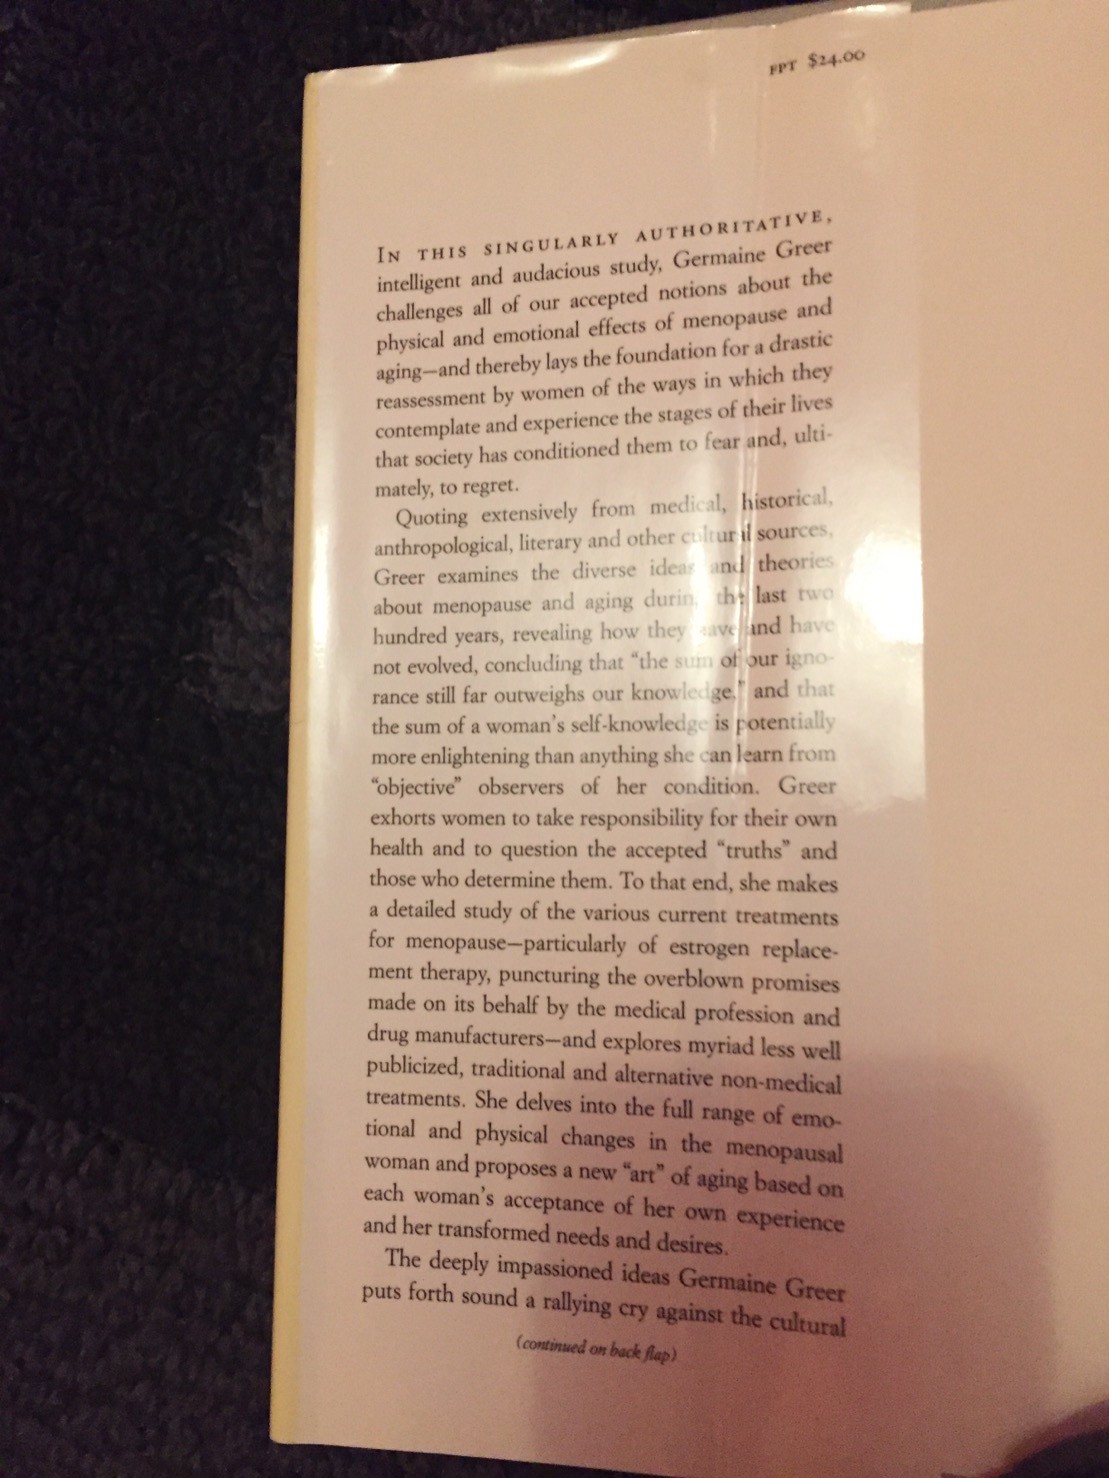 FPT $24.00
IN THIS SINGULARLY AUTHORITATIVE,
intelligent and audacious study, Germaine Greer
challenges all of our accepted notions about the
physical and emotional effects of menopause and
aging—and thereby lays the foundation for a drastic
reassessment by women of the ways in which they
contemplate and experience the stages of their lives
that society has conditioned them to fear and, ulti-
mately, to regret.
Quoting extensively from medical, historical,
anthropological, literary and other cultural sources,
Greer examines the diverse ideas and theories
about menopause and aging during the last two
hundred years, revealing how they have and have
not evolved, concluding that “the sum of our igno-
rance still far outweighs our knowledge,” and that
the sum of a woman’s self-knowledge is potentially
more enlightening than anything she can learn from
“objective” observers of her condition. Greer
exhorts women to take responsibility for their own
health and to question the accepted “truths” and
those who determine them. To that end, she makes
a detailed study of the various current treatments
for menopause—particularly of estrogen replace-
ment therapy, puncturing the overblown promises
made on its behalf by the medical profession and
drug manufacturers—and explores myriad less well
publicized, traditional and alternative non-medical
treatments. She delves into the full range of emo-
tional and physical changes in the menopausal
woman and proposes a new “art” of aging based on
each woman’s acceptance of her own experience
and her transformed needs and desires.
The deeply impassioned ideas Germaine Greer
puts forth sound a rallying cry against the cultural
(continued on back flap)